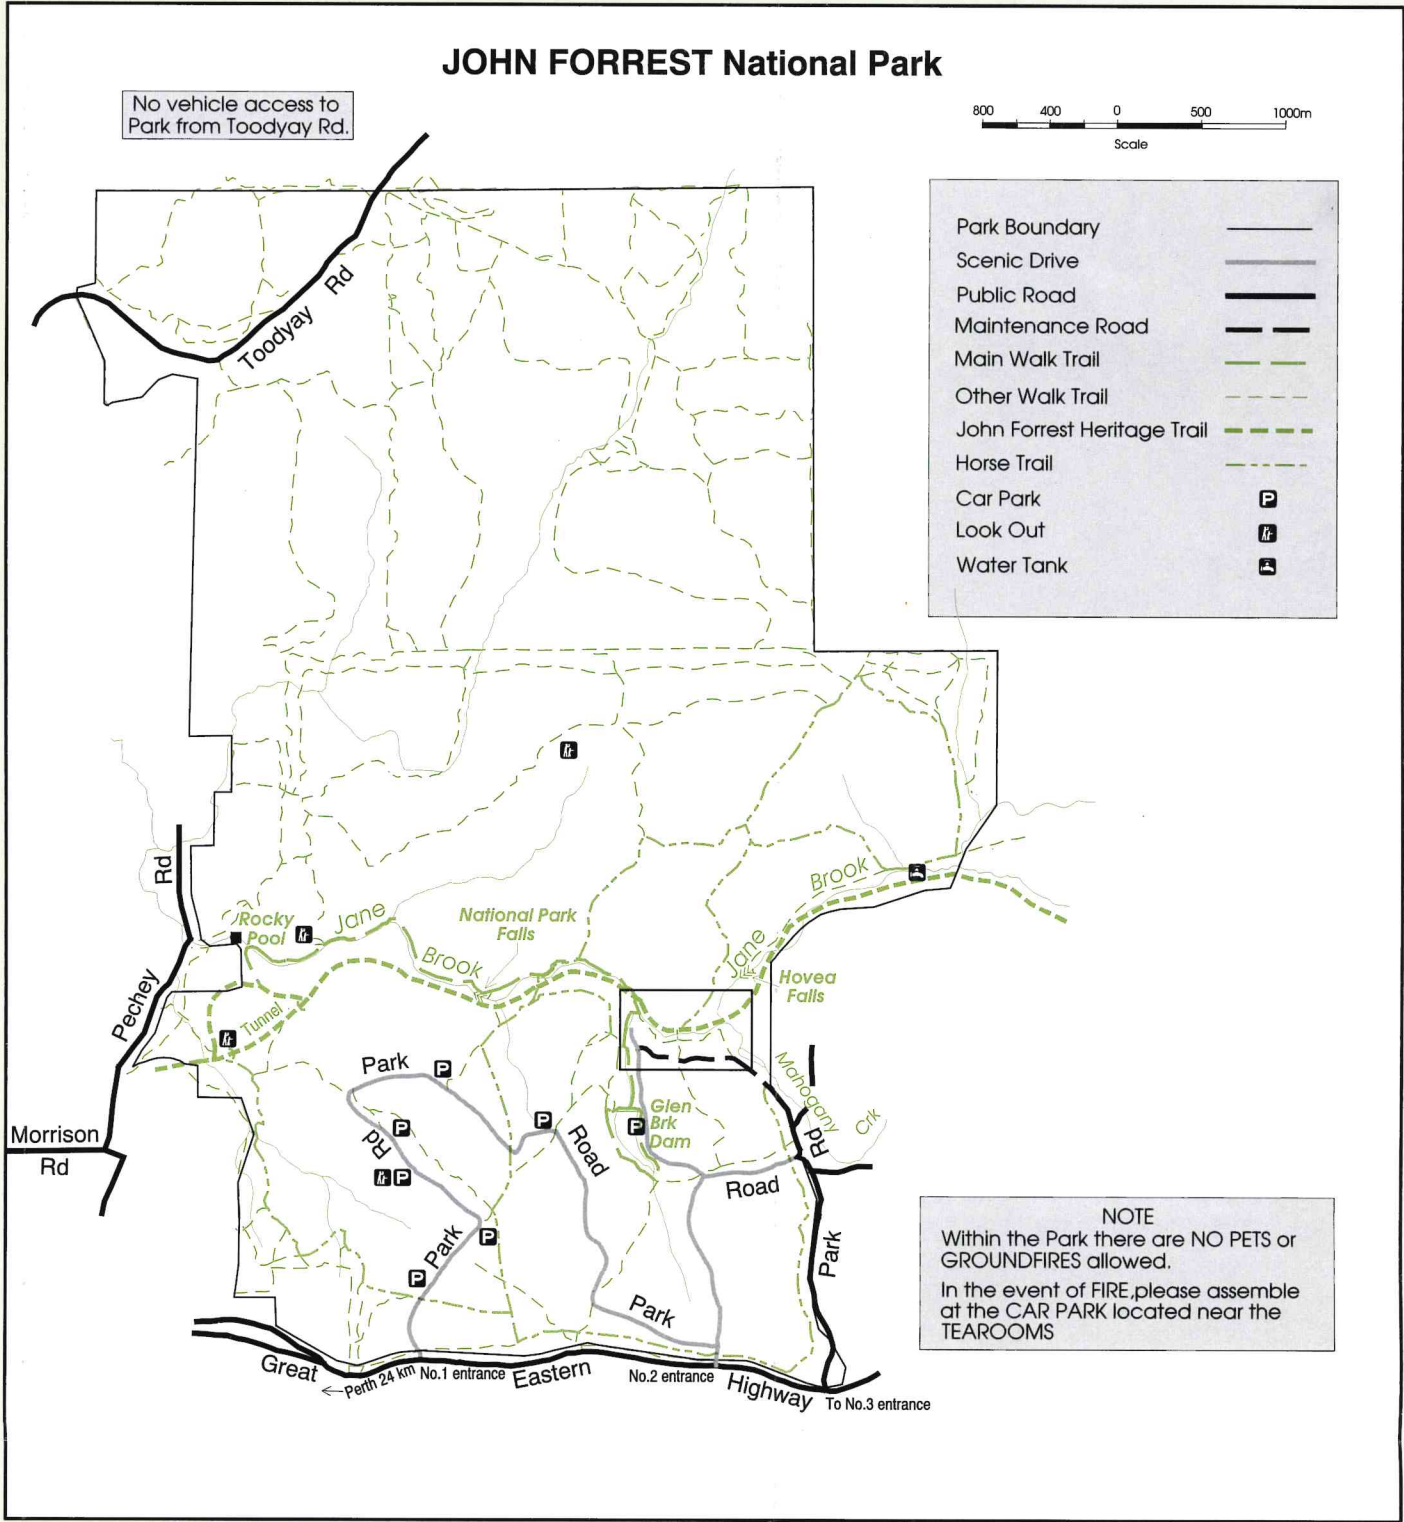 JOHN FORREST National Park
No vehicle access to
Park from Toodyay Rd.
800 400 0 500 1000m
Scale
Park Boundary
Scenic Drive
Public Road
Maintenance Road
Main Walk Trail
Other Walk Trail
John Forrest Heritage Trail
Horse Trail
Car Park
P
Look Out
Water Tank
Toodyay Rd
Rd
Pechey
Rocky
Pool
Jane
Brook
National Park
Falls
Brook
Jane
Hovea
Falls
Tunnel
Park
P
P
Rd
P
P
Road
P
Glen
Brk
Dam
P
Mahogany
Crk
Rd
Road
Morrison
Rd
Park
P
P
Park
Park
NOTE
Within the Park there are NO PETS or
GROUNDFIRES allowed.
In the event of FIRE,please assemble
at the CAR PARK located near the
TEAROOMS
Great
Perth 24 km
No.1 entrance
Eastern
No.2 entrance
Highway
To No.3 entrance